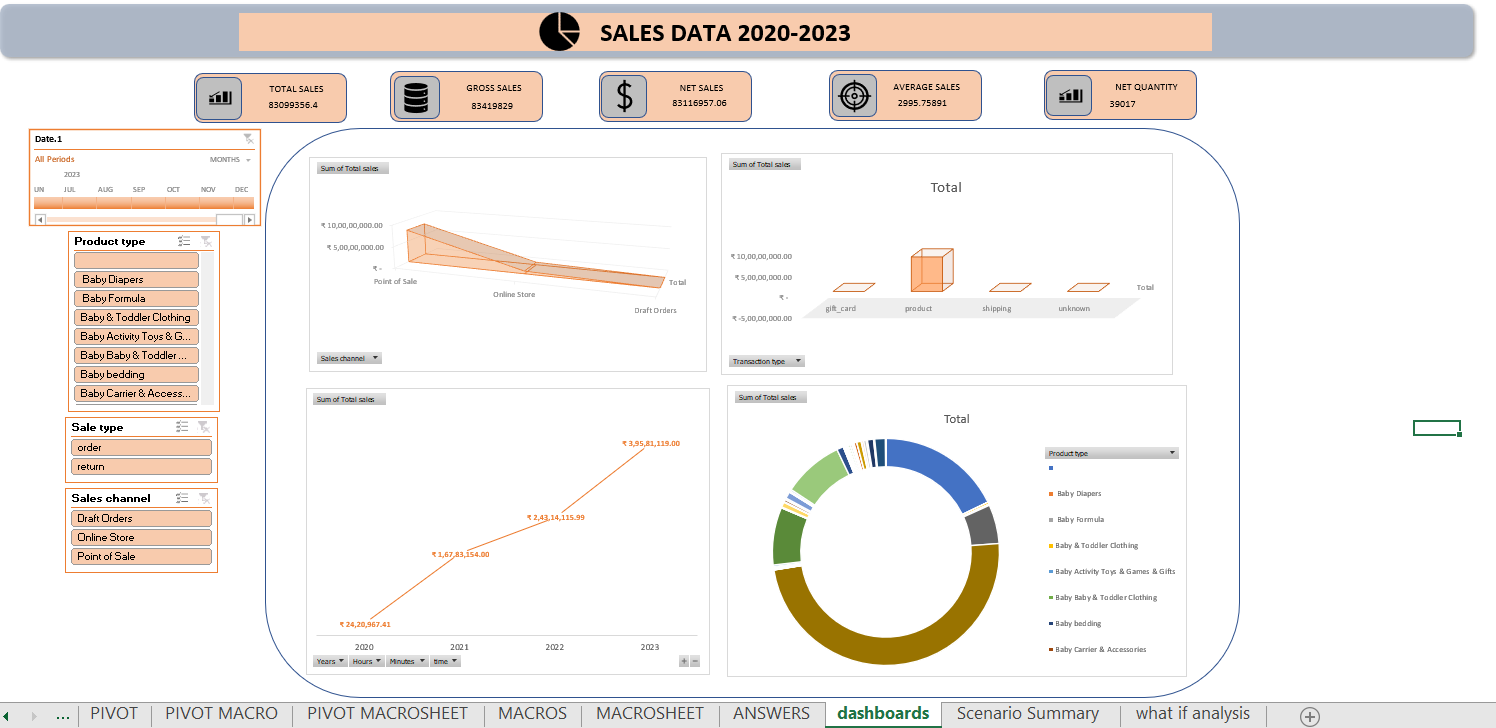 SALES DATA 2020-2023
TOTAL SALES
83099356.4
GROSS SALES
83419829
NET SALES
83116957.06
AVERAGE SALES
2995.75891
NET QUANTITY
39017
Date.1
All Periods
MONTHS
2023
UN JUL AUG SEP OCT NOV DEC
Product type
Baby Diapers
Baby Formula
Baby & Toddler Clothing
Baby Activity Toys & G...
Baby Baby & Toddler ...
Baby bedding
Baby Carrier & Access...
Sale type
order
return
Sales channel
Draft Orders
Online Store
Point of Sale
Sum of Total sales
₹ 10,00,00,000.00
₹ 5,00,00,000.00
₹ -
Point of Sale
Online Store
Draft Orders
Total
Sales channel
Sum of Total sales
Total
₹ 10,00,00,000.00
₹ 5,00,00,000.00
₹ -
₹ -5,00,00,000.00
gift_card product shipping unknown
Total
Transaction type
Sum of Total sales
₹ 3,95,81,119.00
₹ 2,43,14,115.99
₹ 1,67,83,154.00
₹ 24,20,967.41
2020 2021 2022 2023
Years Hours Minutes time
Sum of Total sales
Total
Product type
Baby Diapers
Baby Formula
Baby & Toddler Clothing
Baby Activity Toys & Games & Gifts
Baby Baby & Toddler Clothing
Baby bedding
Baby Carrier & Accessories
... PIVOT PIVOT MACRO PIVOT MACROSHEET MACROS MACROSHEET ANSWERS dashboards Scenario Summary what if analysis